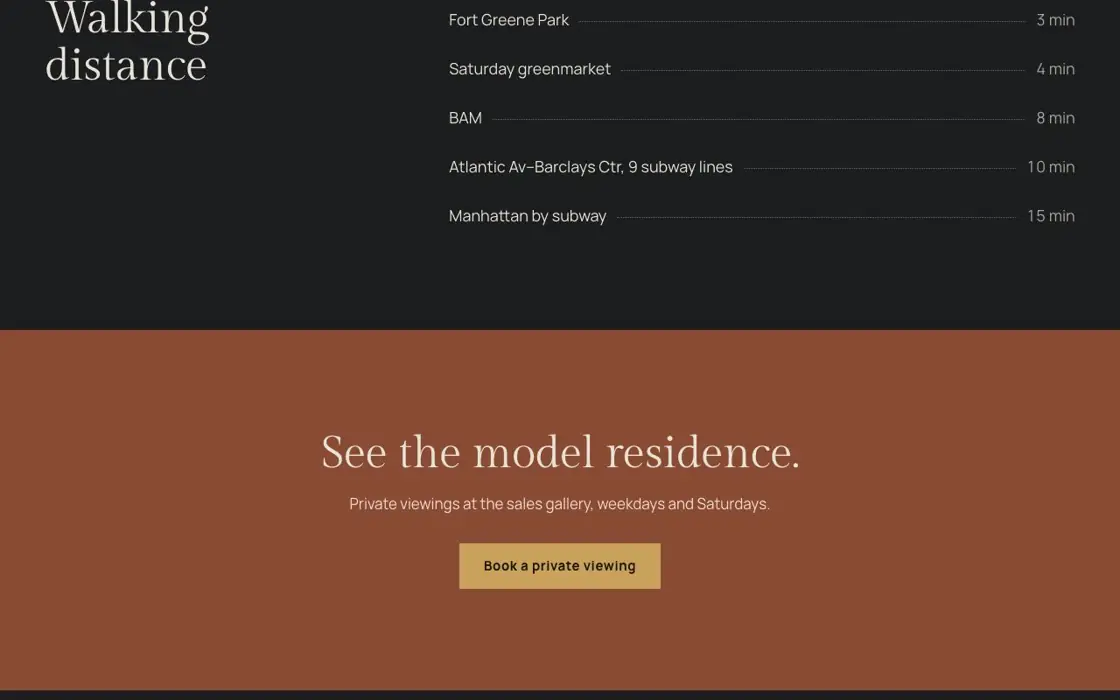 Walking
distance
Fort Greene Park 3 min
Saturday greenmarket 4 min
BAM 8 min
Atlantic Av–Barclays Ctr, 9 subway lines 10 min
Manhattan by subway 15 min
See the model residence.
Private viewings at the sales gallery, weekdays and Saturdays.
Book a private viewing